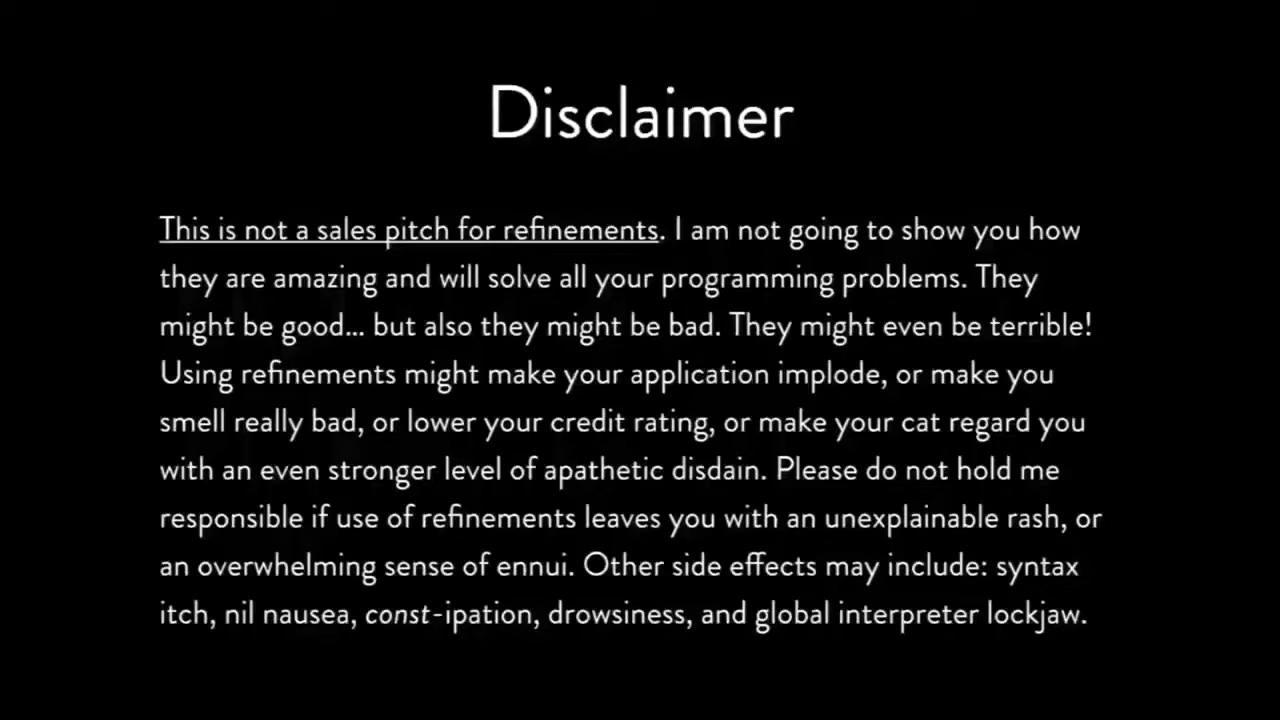 Disclaimer
This is not a sales pitch for refinements. I am not going to show you how
they are amazing and will solve all your programming problems. They
might be good... but also they might be bad. They might even be terrible!
Using refinements might make your application implode, or make you
smell really bad, or lower your credit rating, or make your cat regard you
with an even stronger level of apathetic disdain. Please do not hold me
responsible if use of refinements leaves you with an unexplainable rash, or
an overwhelming sense of ennui. Other side effects may include: syntax
itch, nil nausea, const-ipation, drowsiness, and global interpreter lockjaw.